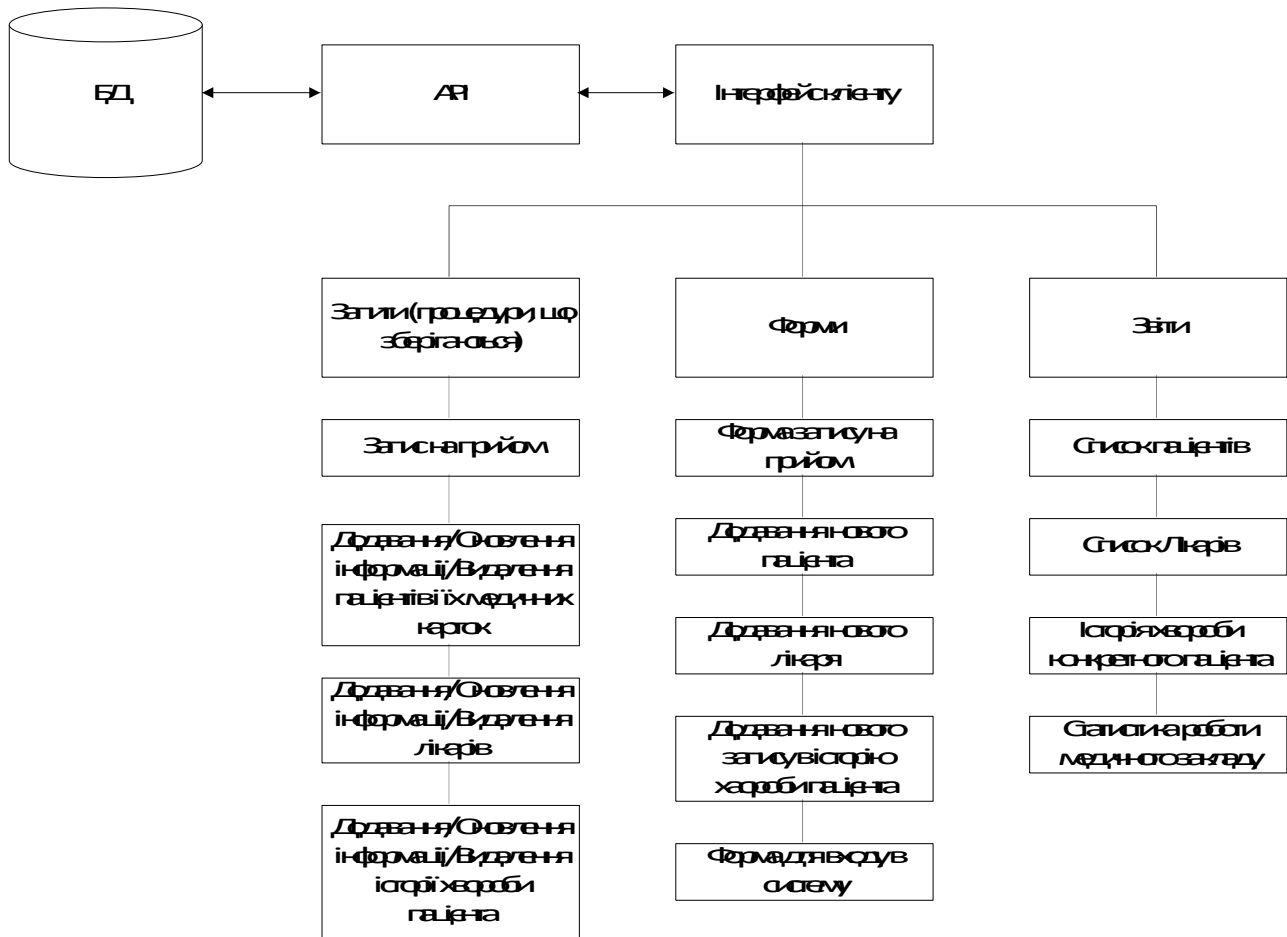 БД
API
Інтерфейс клієнту
Запити (процедури, що
зберігаються)
Форми
Звіти
Запис на прийом.
Форма запису на
прийом.
Список пацієнтів
Додавання/Оновлення
інформації/Видалення
пацієнтів і їх медичних
карток
Додавання нового
пацієнта
Список Лікарів
Додавання/Оновлення
інформації/Видалення
лікарів
Додавання нового
лікаря
Історія хвороби
конкретного пацієнта
Додавання/Оновлення
інформації/Видалення
історії хвороби
пацієнта
Додавання нового
запису в історію
хаороби пацієнта
Статистика роботи
медичного закладу
Форма для входу в
систему